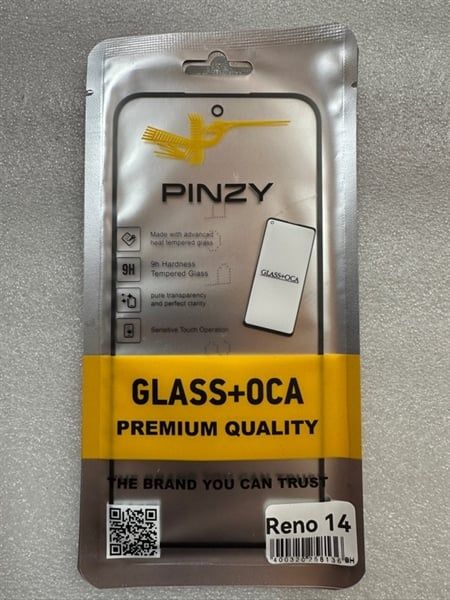 PINZY
Made with advanced
heat tempered glass
9H
9h Hardness
Tempered Glass
GLASS+OCA
pure transparency
and perfect clarity
Sensitive Touch Operation
GLASS+OCA
PREMIUM QUALITY
THE BRAND YOU CAN TRUST
Reno 14